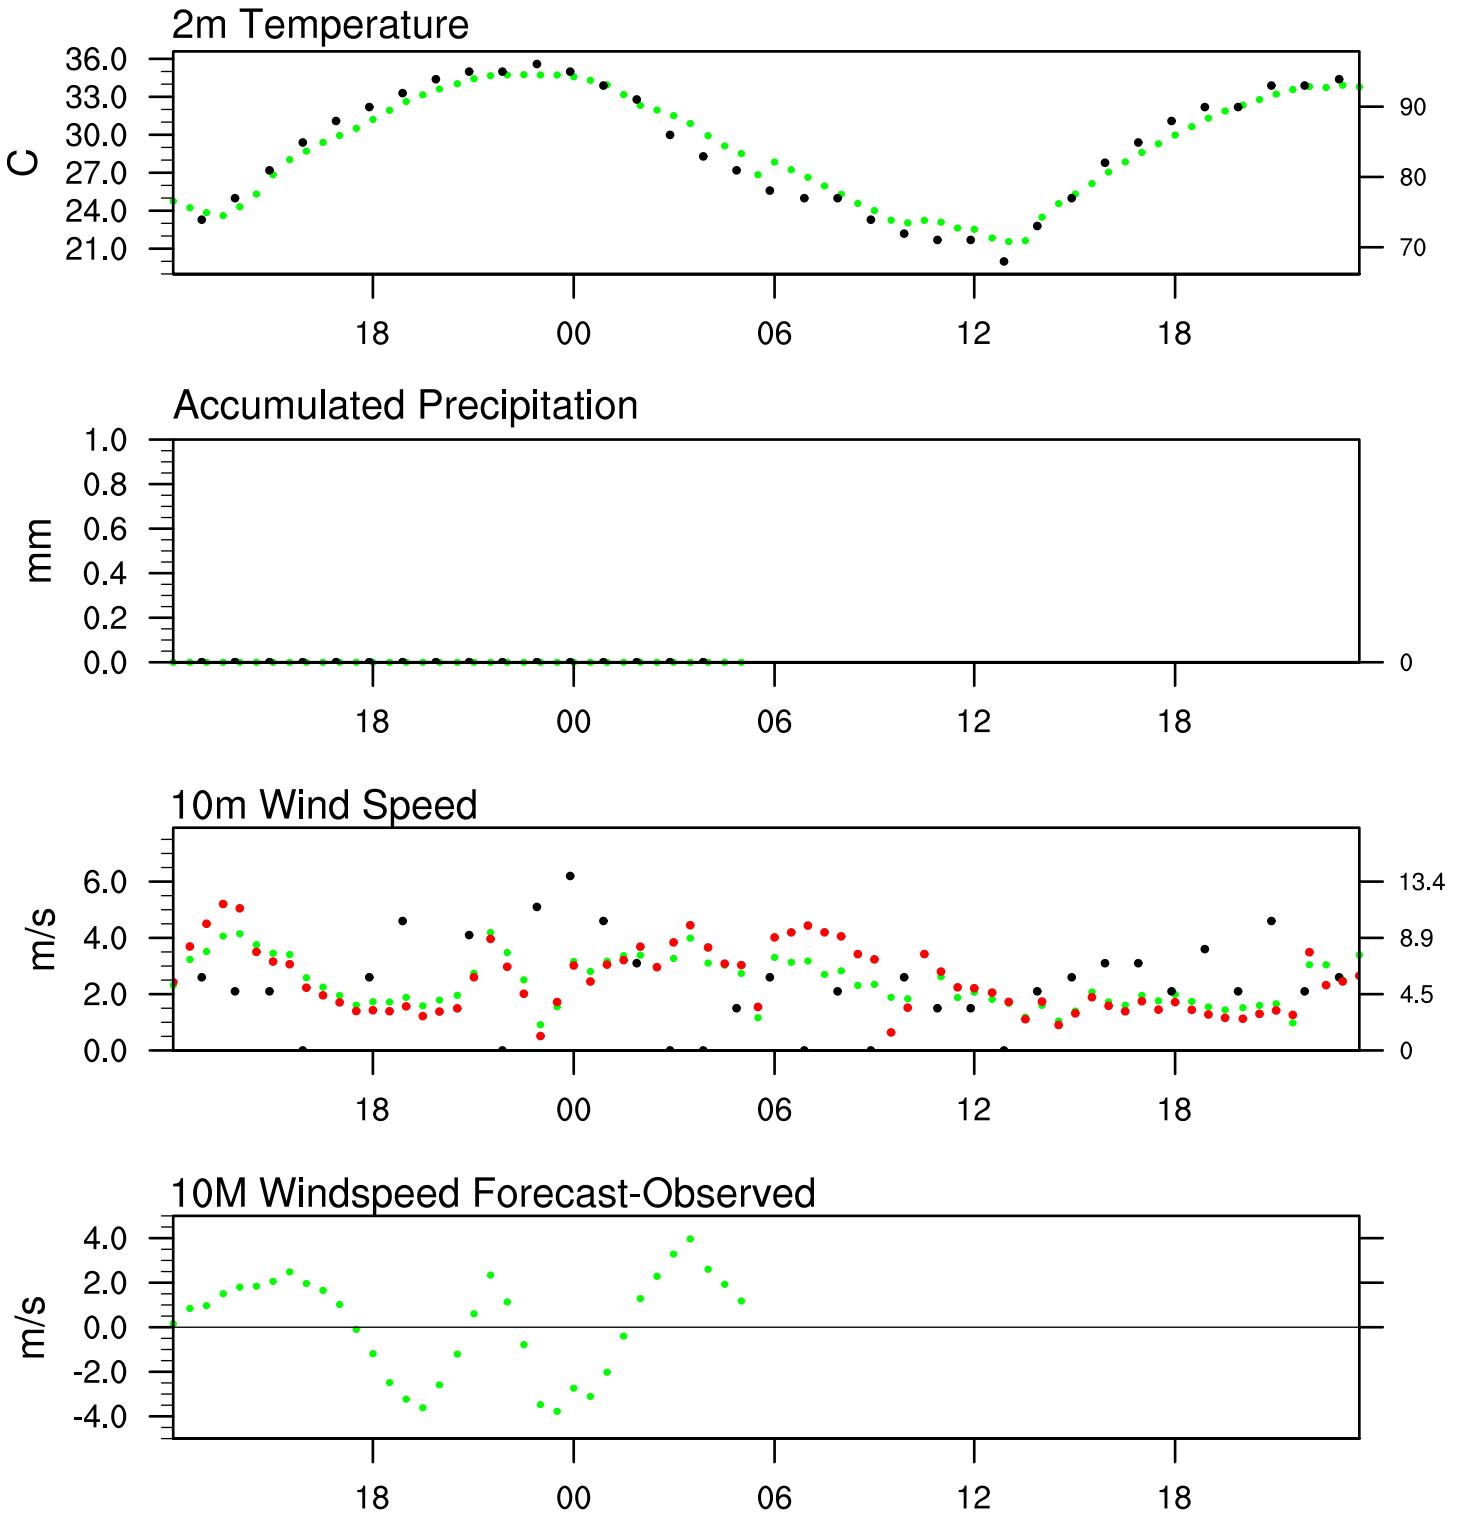 2m Temperature
36.0
33.0
30.0
27.0
24.0
21.0
C
90
80
70
18 00 06 12 18
Accumulated Precipitation
1.0
0.8
0.6
0.4
0.2
0.0
mm
0
18 00 06 12 18
10m Wind Speed
6.0
4.0
2.0
0.0
m/s
13.4
8.9
4.5
0
18 00 06 12 18
10M Windspeed Forecast-Observed
4.0
2.0
0.0
-2.0
-4.0
m/s
18 00 06 12 18